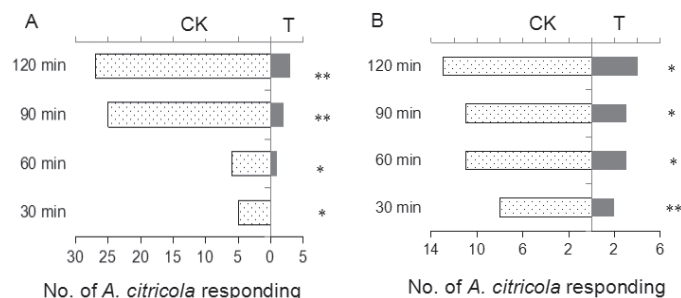 A CK T
120 min **
90 min **
60 min *
30 min *
30 25 20 15 10 5 0 5
No. of A. citricola responding
B CK T
120 min *
90 min *
60 min *
30 min **
14 10 6 2 2 6
No. of A. citricola responding